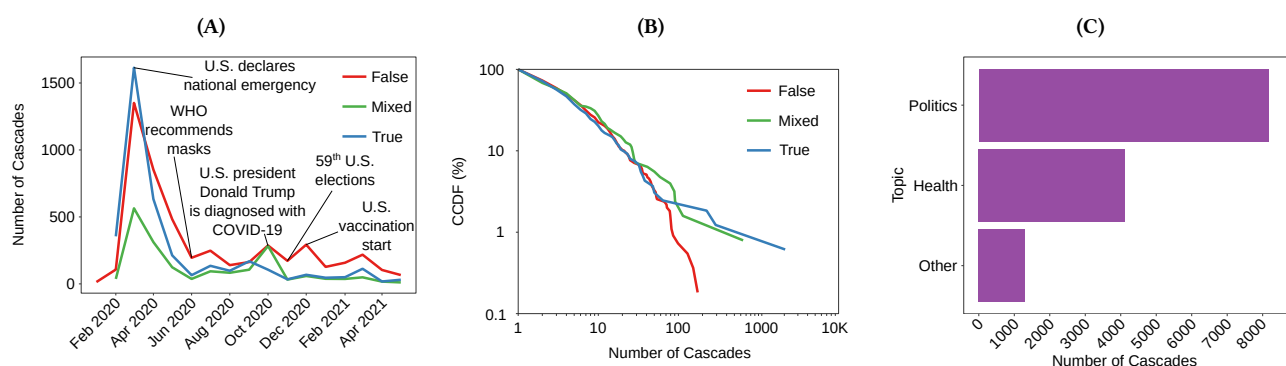 (A)
Number of Cascades
1500
1000
500
0
U.S. declares
national emergency
False
Mixed
True
WHO
recommends
masks
U.S. president
Donald Trump
is diagnosed with
COVID-19
59th U.S.
elections
U.S.
vaccination
start
Feb 2020
Apr 2020
Jun 2020
Aug 2020
Oct 2020
Dec 2020
Feb 2021
Apr 2021
(B)
CCDF (%)
100
10
1
0.1
False
Mixed
True
1
10
100
1000
10K
Number of Cascades
(C)
Topic
Politics
Health
Other
0
1000
2000
3000
4000
5000
6000
7000
8000
Number of Cascades